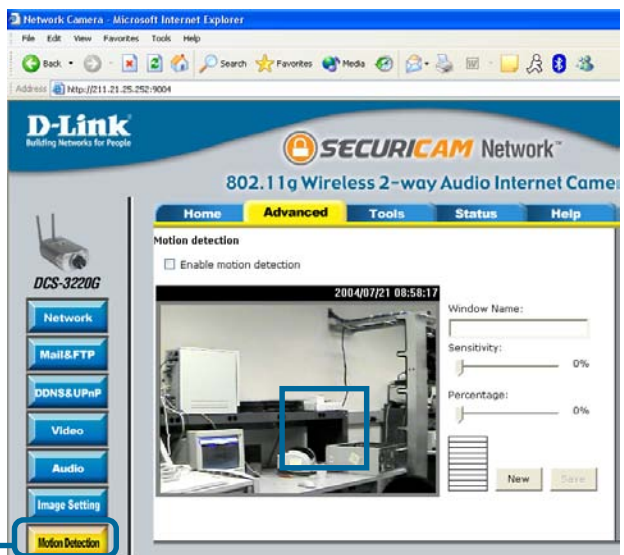 Network Camera - Microsoft Internet Explorer
File Edit View Favorites Tools Help
Back Search Favorites Media
Address http://211.21.25.252:9004
D-Link
Building Networks for People
SECURICAM Network™
802.11g Wireless 2-way Audio Internet Came
Home Advanced Tools Status Help
DCS-3220G
Network
Mail&FTP
DDNS&UPnP
Video
Audio
Image Setting
Motion Detection
Motion detection
Enable motion detection
2004/07/21 08:58:17
Window Name:
Sensitivity:
0%
Percentage:
0%
New Save